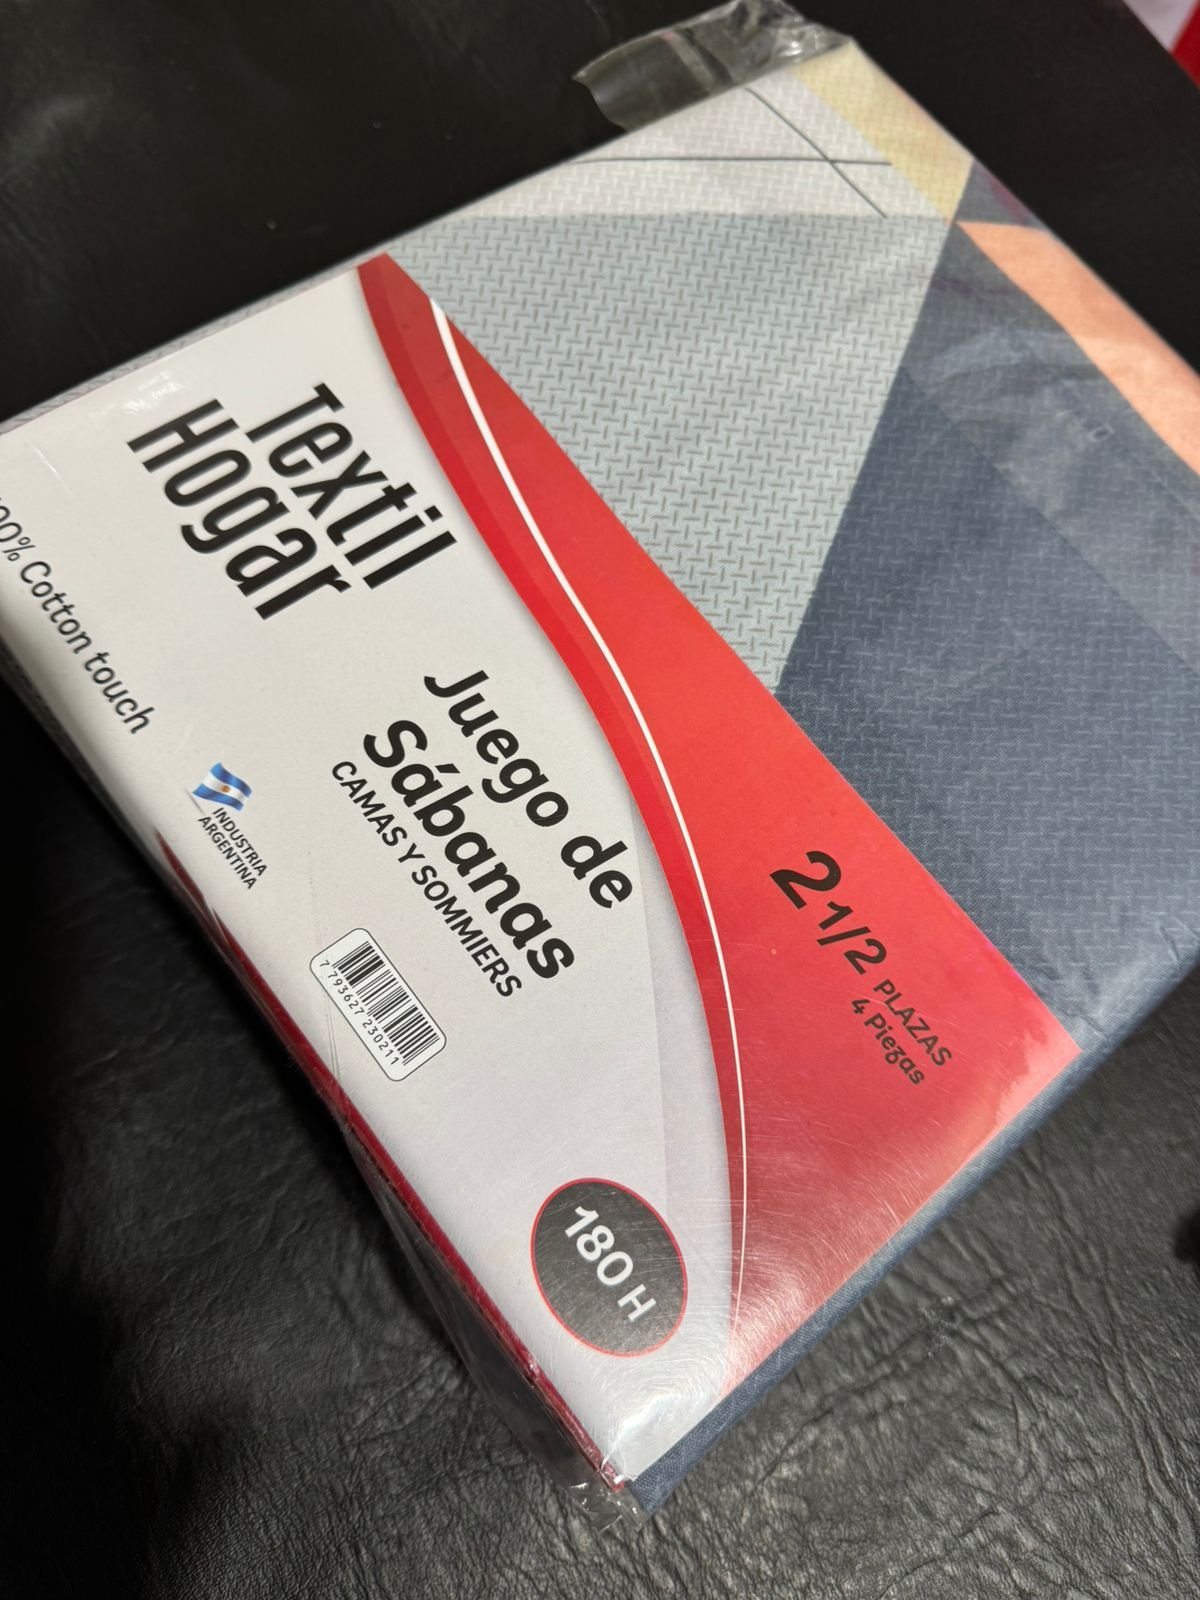 Textil
Hogar
Cotton touch
INDUSTRIA
ARGENTINA
Juego de
Sábanas
CAMAS Y SOMMIERS
7 793627 230211
2 1/2 PLAZAS
4 Piezas
180 H